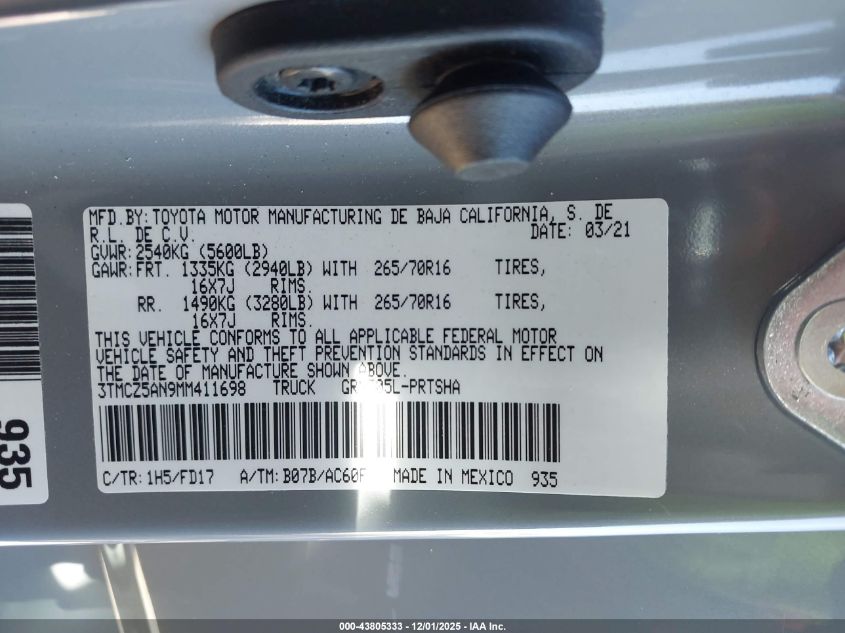 MFD.BY: TOYOTA MOTOR MANUFACTURING DE BAJA CALIFORNIA, S. DE
R.L. DE C.V. DATE: 03/21
GVWR: 2540KG (5600LB)
GAWR: FRT. 1335KG (2940LB) WITH 265/70R16 TIRES,
16X7J RIMS.
RR. 1490KG (3280LB) WITH 265/70R16 TIRES,
16X7J RIMS.
THIS VEHICLE CONFORMS TO ALL APPLICABLE FEDERAL MOTOR
VEHICLE SAFETY AND THEFT PREVENTION STANDARDS IN EFFECT ON
THE DATE OF MANUFACTURE SHOWN ABOVE.
3TMCZ5AN9MM411698 TRUCK
C/TR: 1H5/FD17 A/TM: MADE IN MEXICO 935
935
000-43805333 - 12/01/2025 - IAA Inc.